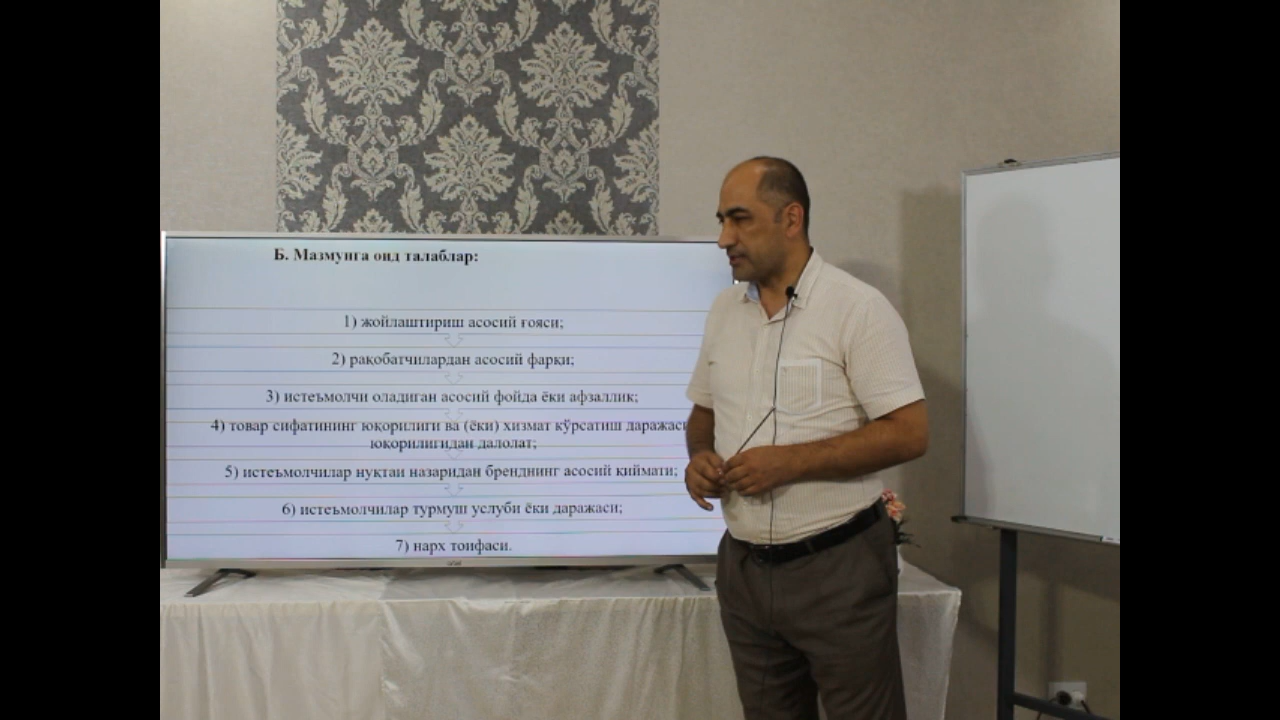 Б. Мазмунга оид талаблар:
1) жойлаштириш асосий ғояси;
2) рақобатчилардан асосий фарқи;
3) истеъмолчи оладиган асосий фойда ёки афзаллик;
4) товар сифатининг юқорилиги ва (ёки) хизмат кўрсатиш даражаси
юқорилигидан далолат;
5) истеъмолчилар нуқтаи назаридан бренднинг асосий қиймати;
6) истеъмолчилар турмуш услуби ёки даражаси;
7) нарх тоифаси.